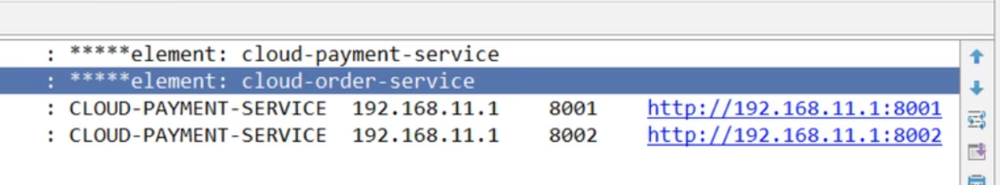 : *****element: cloud-payment-service
: *****element: cloud-order-service
: CLOUD-PAYMENT-SERVICE 192.168.11.1 8001 http://192.168.11.1:8001
: CLOUD-PAYMENT-SERVICE 192.168.11.1 8002 http://192.168.11.1:8002